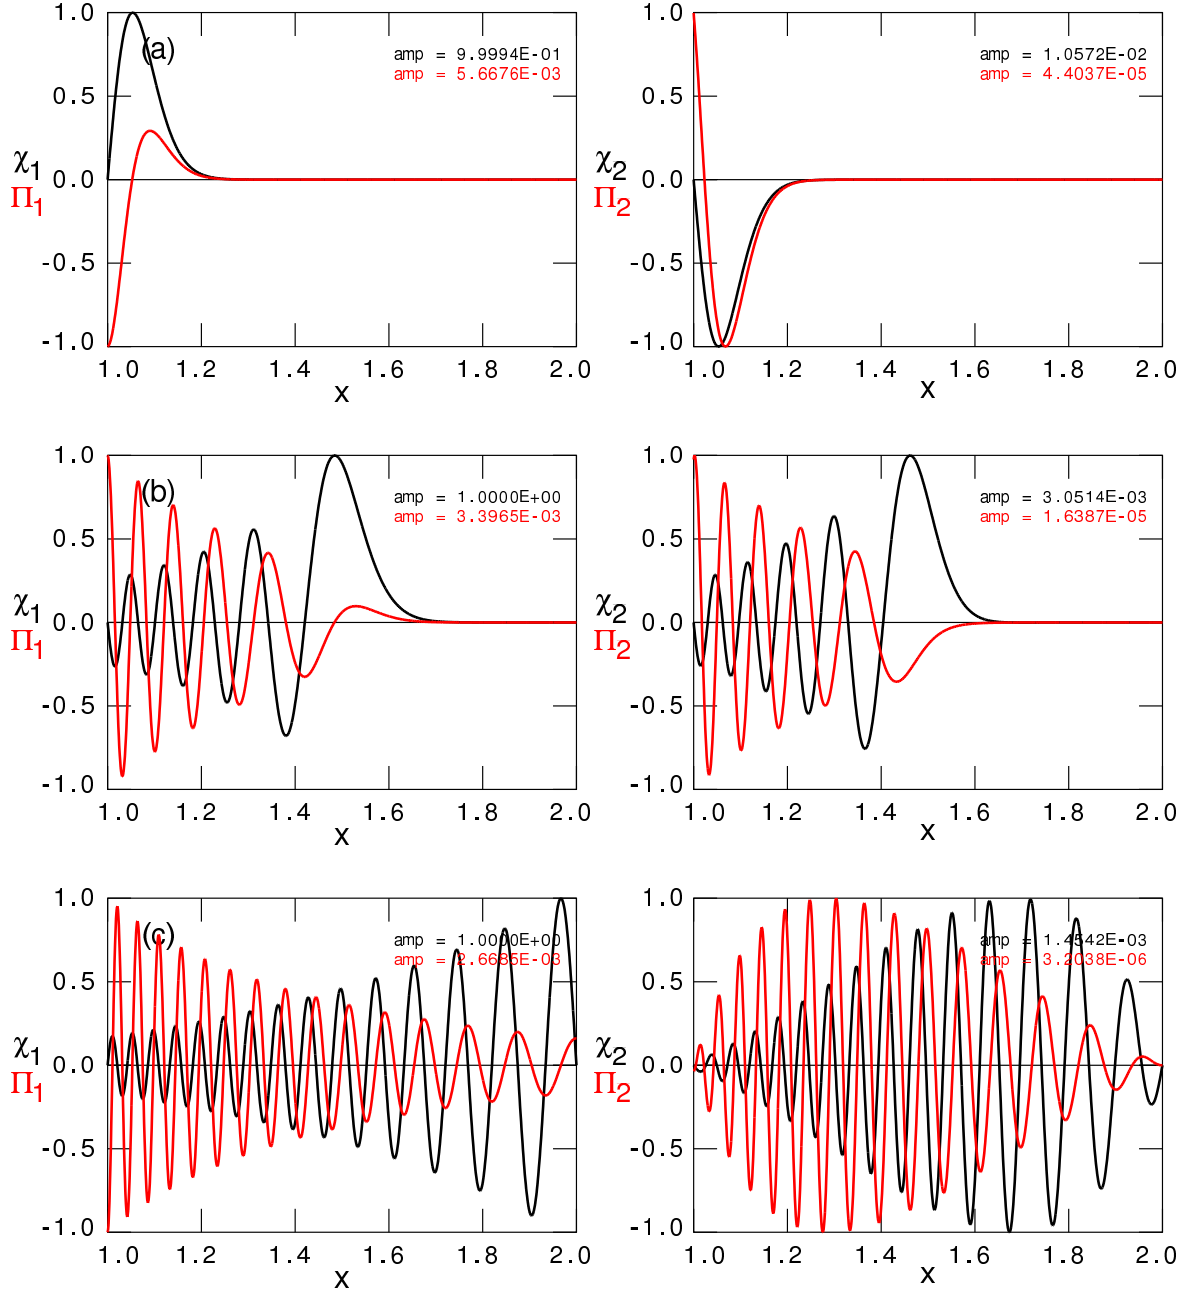 1.0
0.5
0.0
-0.5
-1.0
χ1
Π1
(a)
amp = 9.9994E-01
amp = 5.6676E-03
1.0 1.2 1.4 1.6 1.8 2.0
x
1.0
0.5
0.0
-0.5
-1.0
χ2
Π2
amp = 1.0572E-02
amp = 4.4037E-05
1.0 1.2 1.4 1.6 1.8 2.0
x
1.0
0.5
0.0
-0.5
-1.0
χ1
Π1
(b)
amp = 1.0000E+00
amp = 3.3965E-03
1.0 1.2 1.4 1.6 1.8 2.0
x
1.0
0.5
0.0
-0.5
-1.0
χ2
Π2
amp = 3.0514E-03
amp = 1.6387E-05
1.0 1.2 1.4 1.6 1.8 2.0
x
1.0
0.5
0.0
-0.5
-1.0
χ1
Π1
(c)
amp = 1.0000E+00
amp = 2.6685E-03
1.0 1.2 1.4 1.6 1.8 2.0
x
1.0
0.5
0.0
-0.5
-1.0
χ2
Π2
amp = 1.4542E-03
amp = 3.2038E-06
1.0 1.2 1.4 1.6 1.8 2.0
x